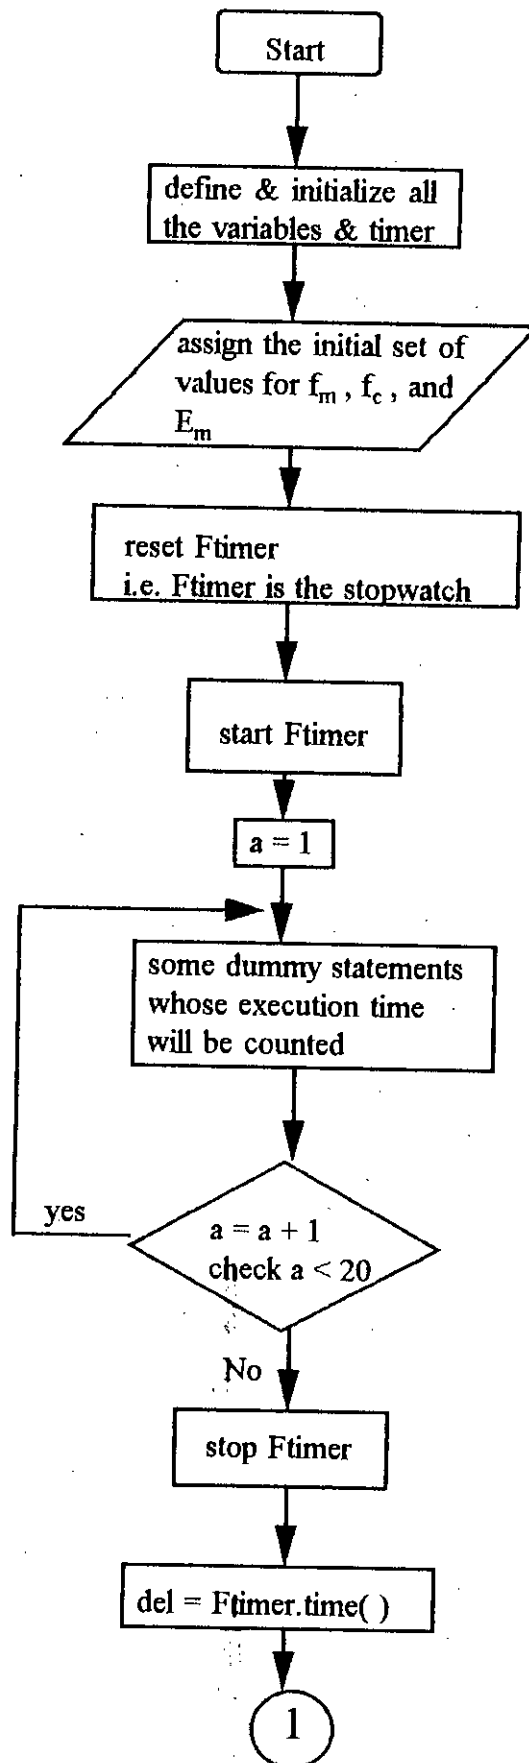 Start
define & initialize all
the variables & timer
assign the initial set of
values for fm , fc , and
Em
reset Ftimer
i.e. Ftimer is the stopwatch
start Ftimer
a = 1
some dummy statements
whose execution time
will be counted
yes
a = a + 1
check a < 20
No
stop Ftimer
del = Ftimer.time( )
1